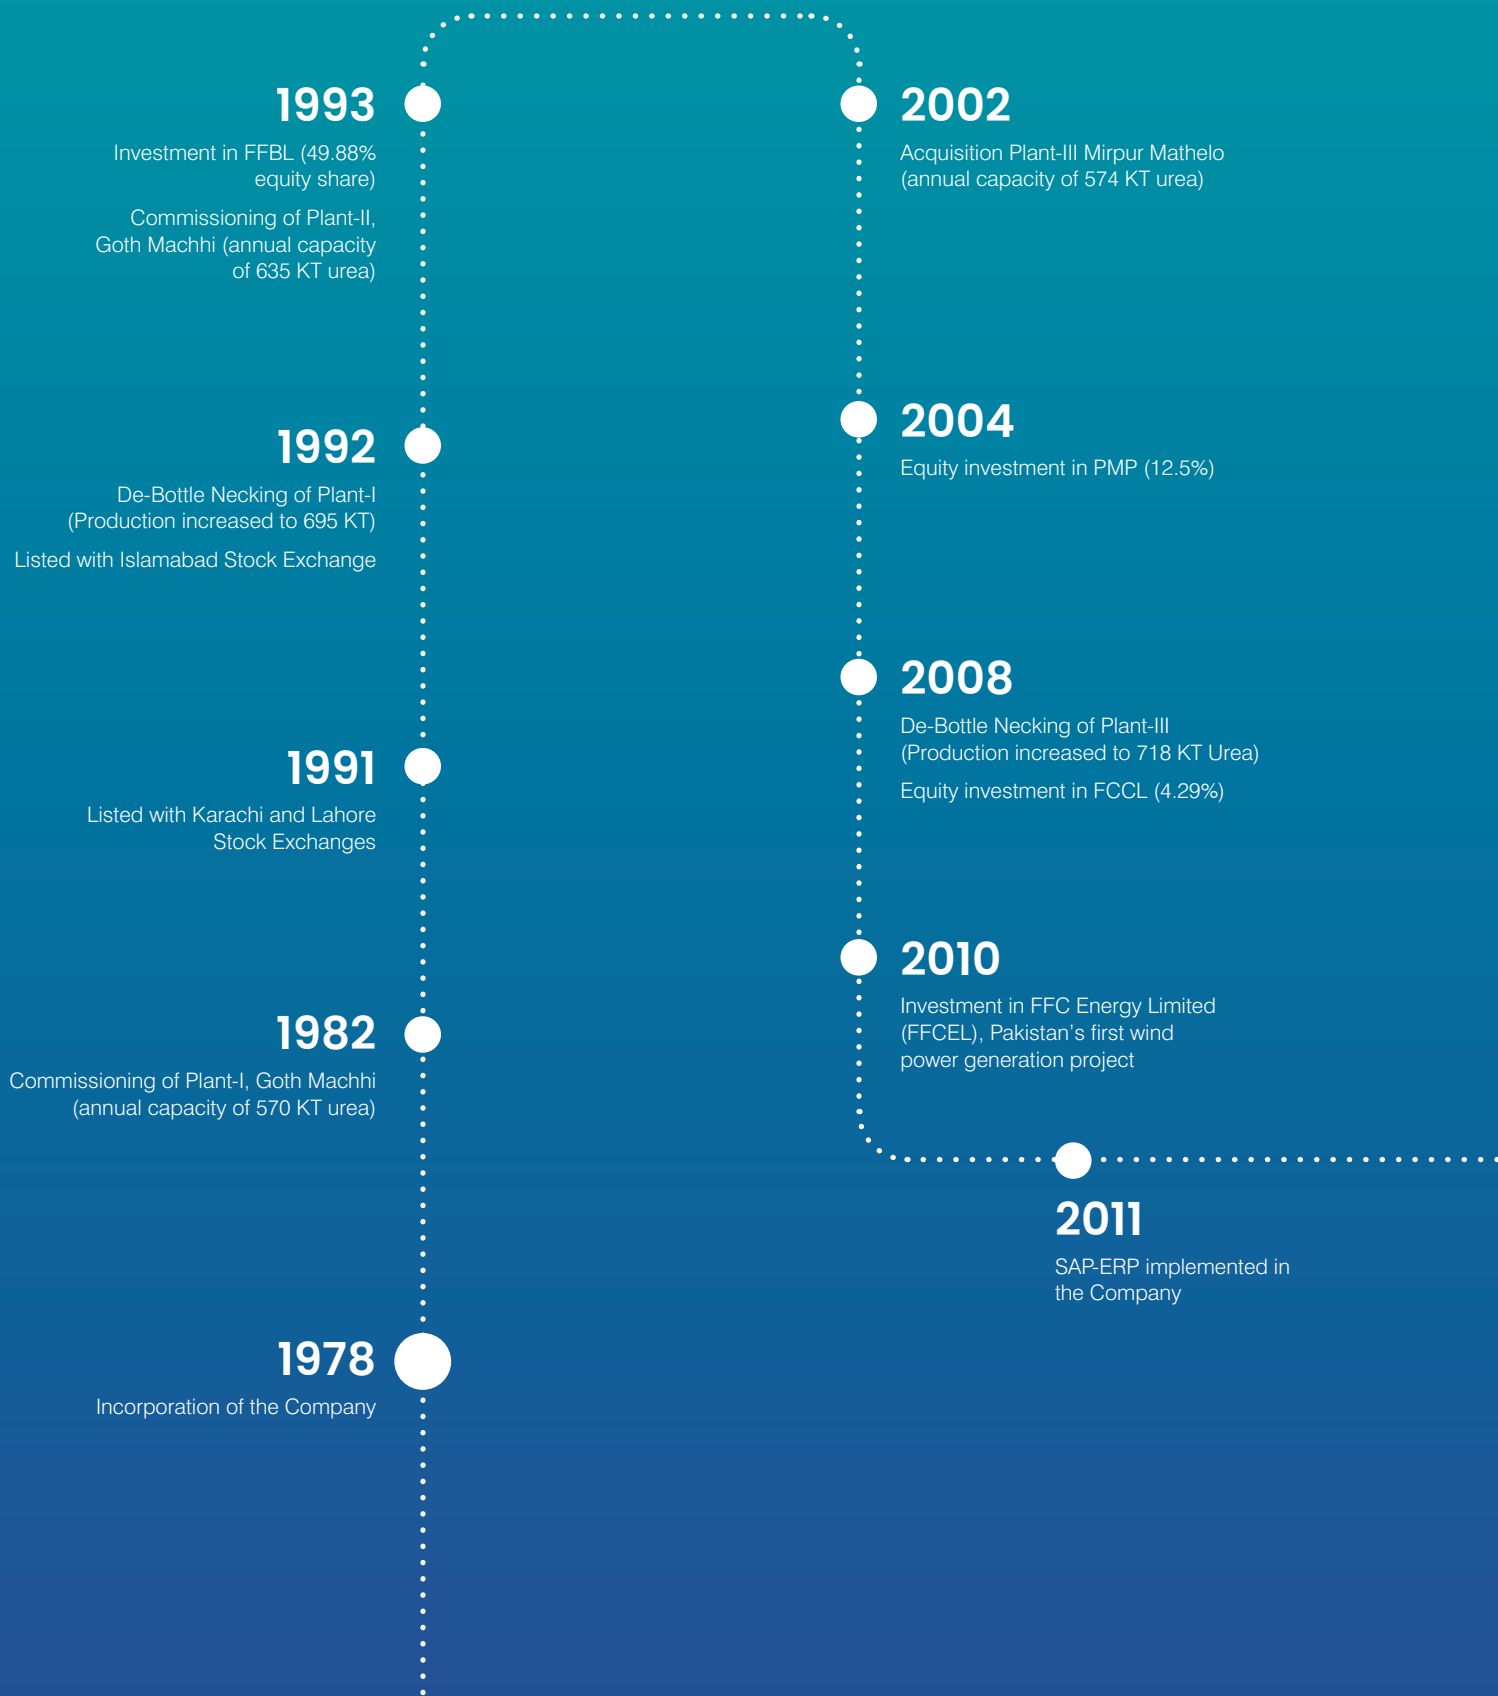 1993
Investment in FFBL (49.88%
equity share)
Commissioning of Plant-II,
Goth Machhi (annual capacity
of 635 KT urea)
1992
De-Bottle Necking of Plant-I
(Production increased to 695 KT)
Listed with Islamabad Stock Exchange
1991
Listed with Karachi and Lahore
Stock Exchanges
1982
Commissioning of Plant-I, Goth Machhi
(annual capacity of 570 KT urea)
1978
Incorporation of the Company
2002
Acquisition Plant-III Mirpur Mathelo
(annual capacity of 574 KT urea)
2004
Equity investment in PMP (12.5%)
2008
De-Bottle Necking of Plant-III
(Production increased to 718 KT Urea)
Equity investment in FCCL (4.29%)
2010
Investment in FFC Energy Limited
(FFCEL), Pakistan’s first wind
power generation project
2011
SAP-ERP implemented in
the Company